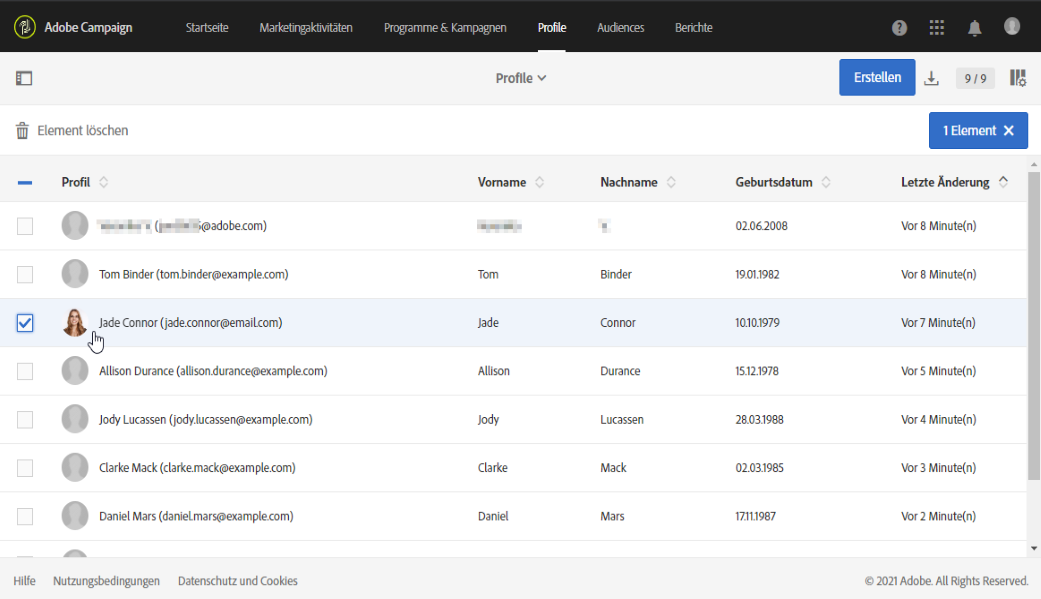 Adobe Campaign Startseite Marketingaktivitäten Programme & Kampagnen Profile Audiences Berichte
Profile Erstellen 9 / 9
Element löschen 1 Element
Profil Vorname Nachname Geburtsdatum Letzte Änderung
@adobe.com) 02.06.2008 Vor 8 Minute(n)
Tom Binder (tom.binder@example.com) Tom Binder 19.01.1982 Vor 8 Minute(n)
Jade Connor (jade.connor@email.com) Jade Connor 10.10.1979 Vor 7 Minute(n)
Allison Durance (allison.durance@example.com) Allison Durance 15.12.1978 Vor 5 Minute(n)
Jody Lucassen (jody.lucassen@example.com) Jody Lucassen 28.03.1988 Vor 4 Minute(n)
Clarke Mack (clarke.mack@example.com) Clarke Mack 02.03.1985 Vor 3 Minute(n)
Daniel Mars (daniel.mars@example.com) Daniel Mars 17.11.1987 Vor 2 Minute(n)
Hilfe Nutzungsbedingungen Datenschutz und Cookies © 2021 Adobe. All Rights Reserved.